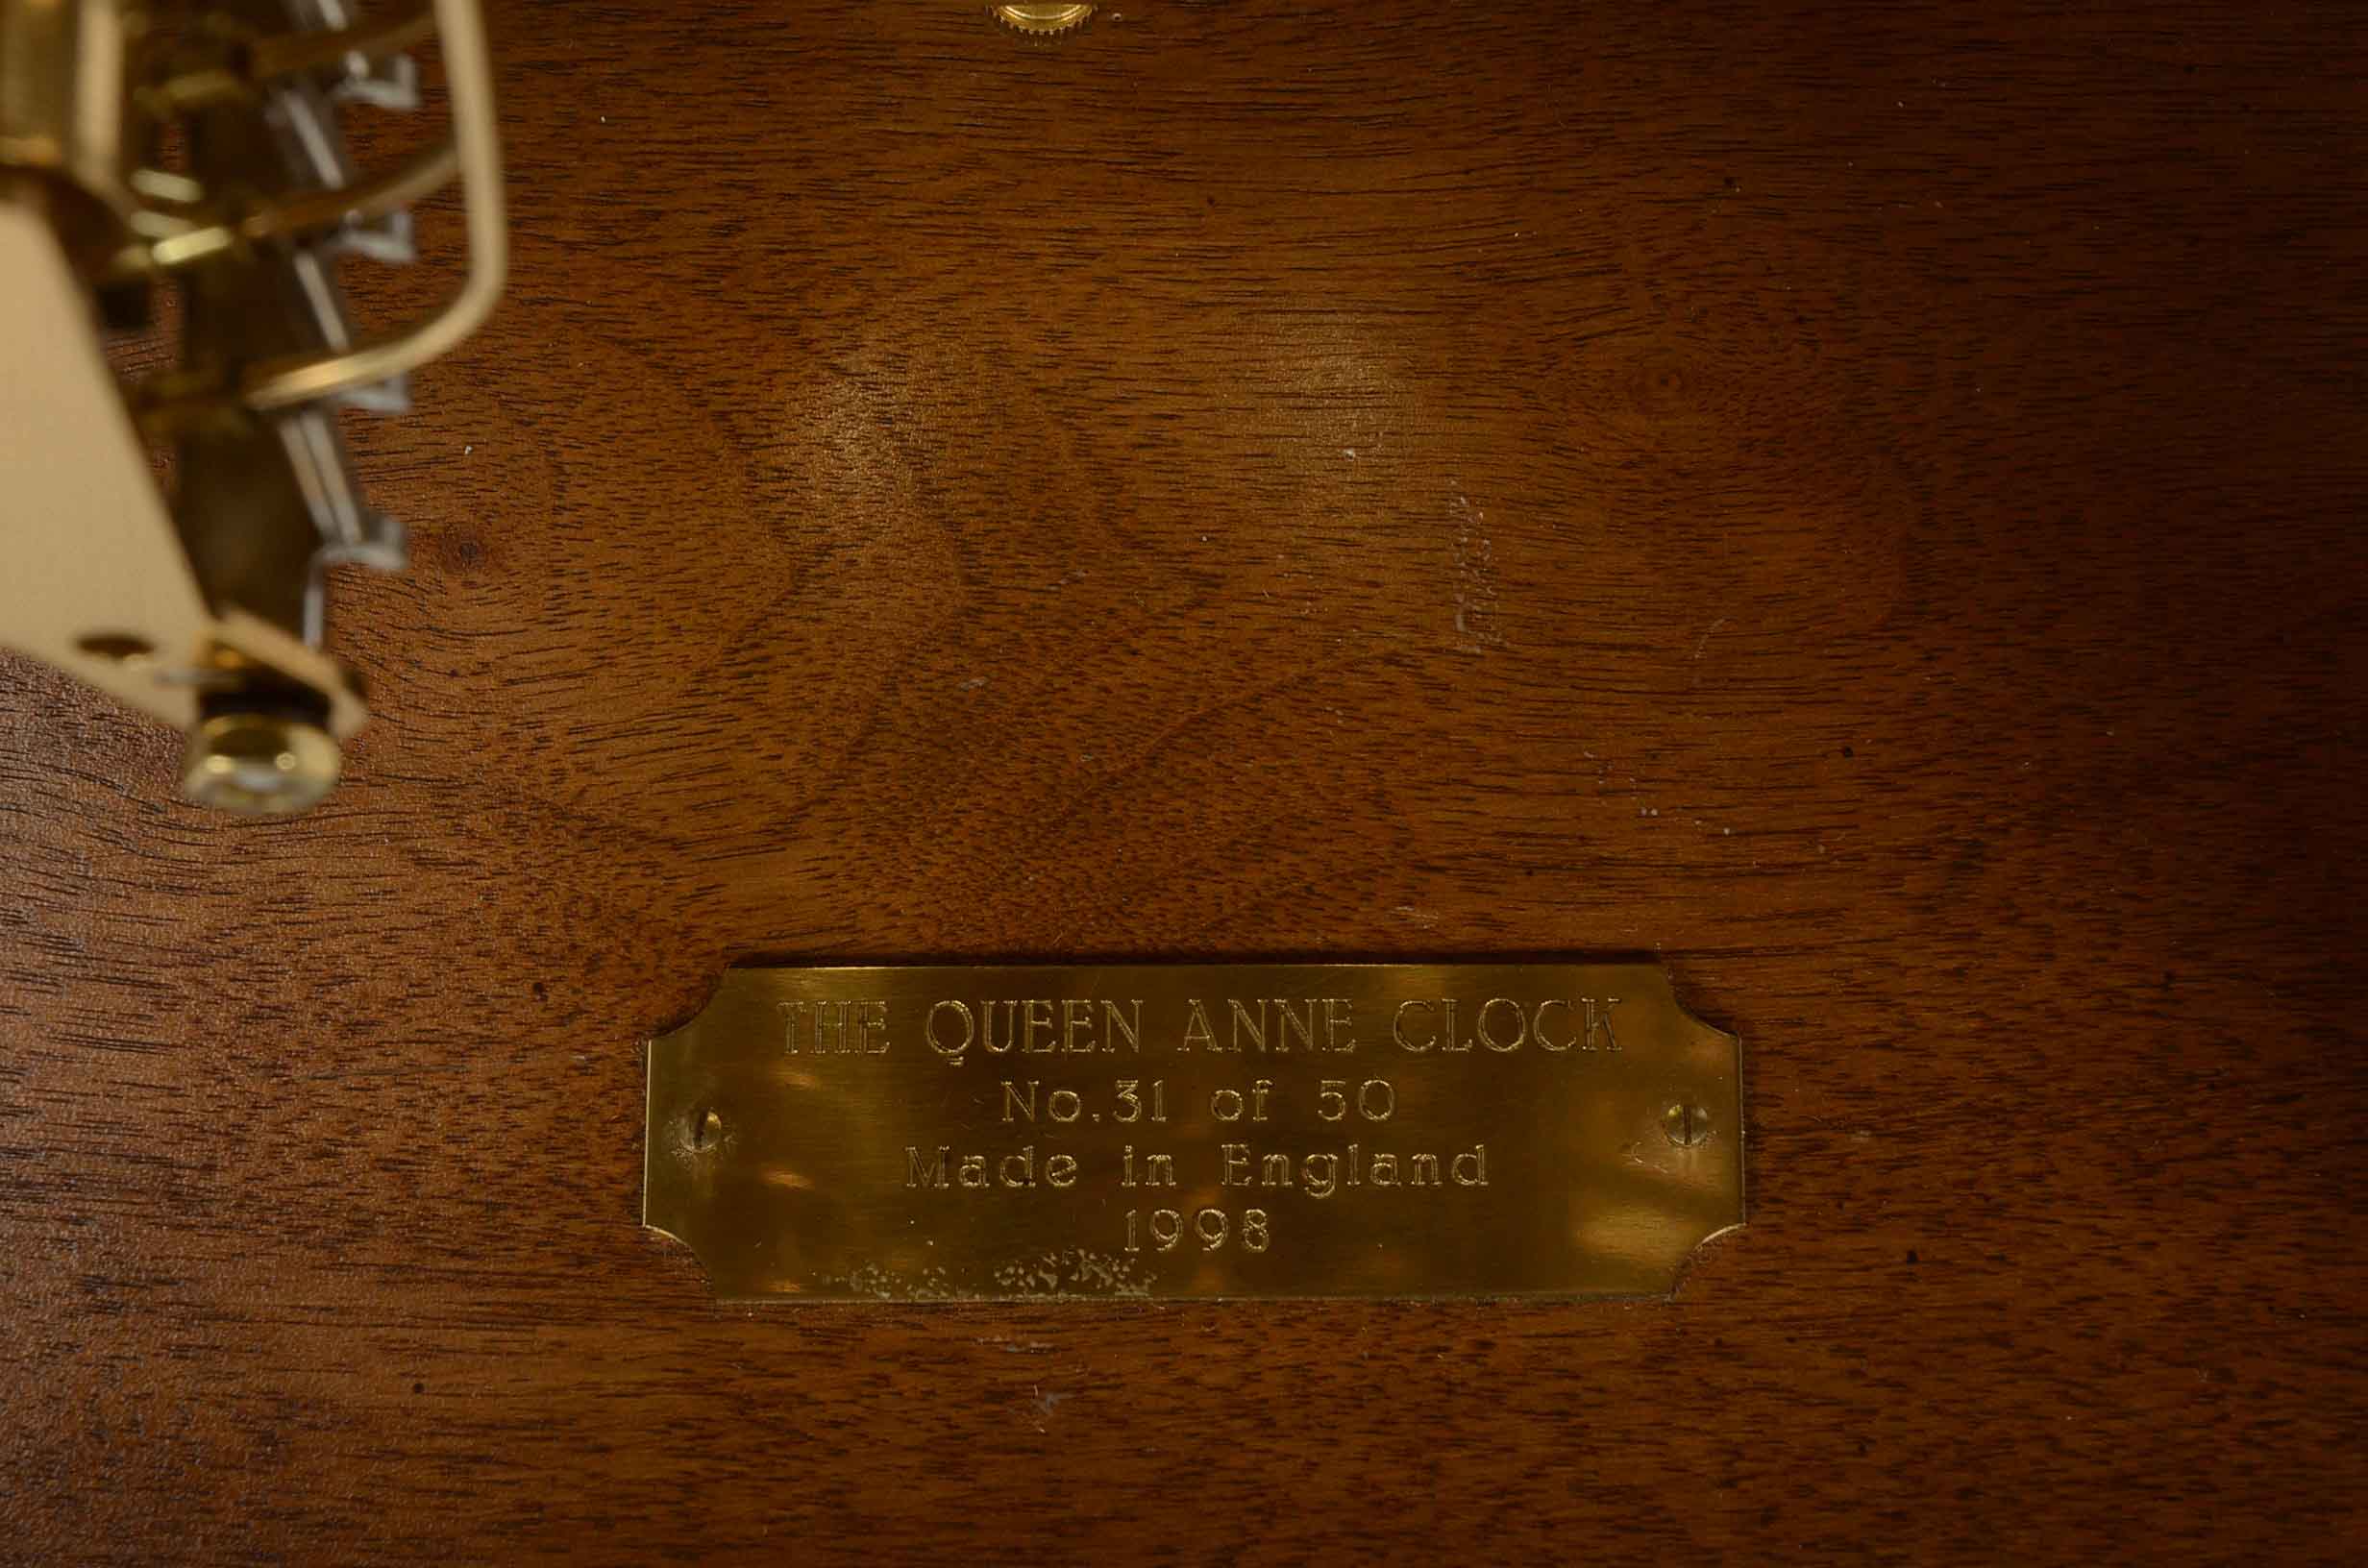 THE QUEEN ANNE CLOCK
No.31 of 50
Made in England
1998